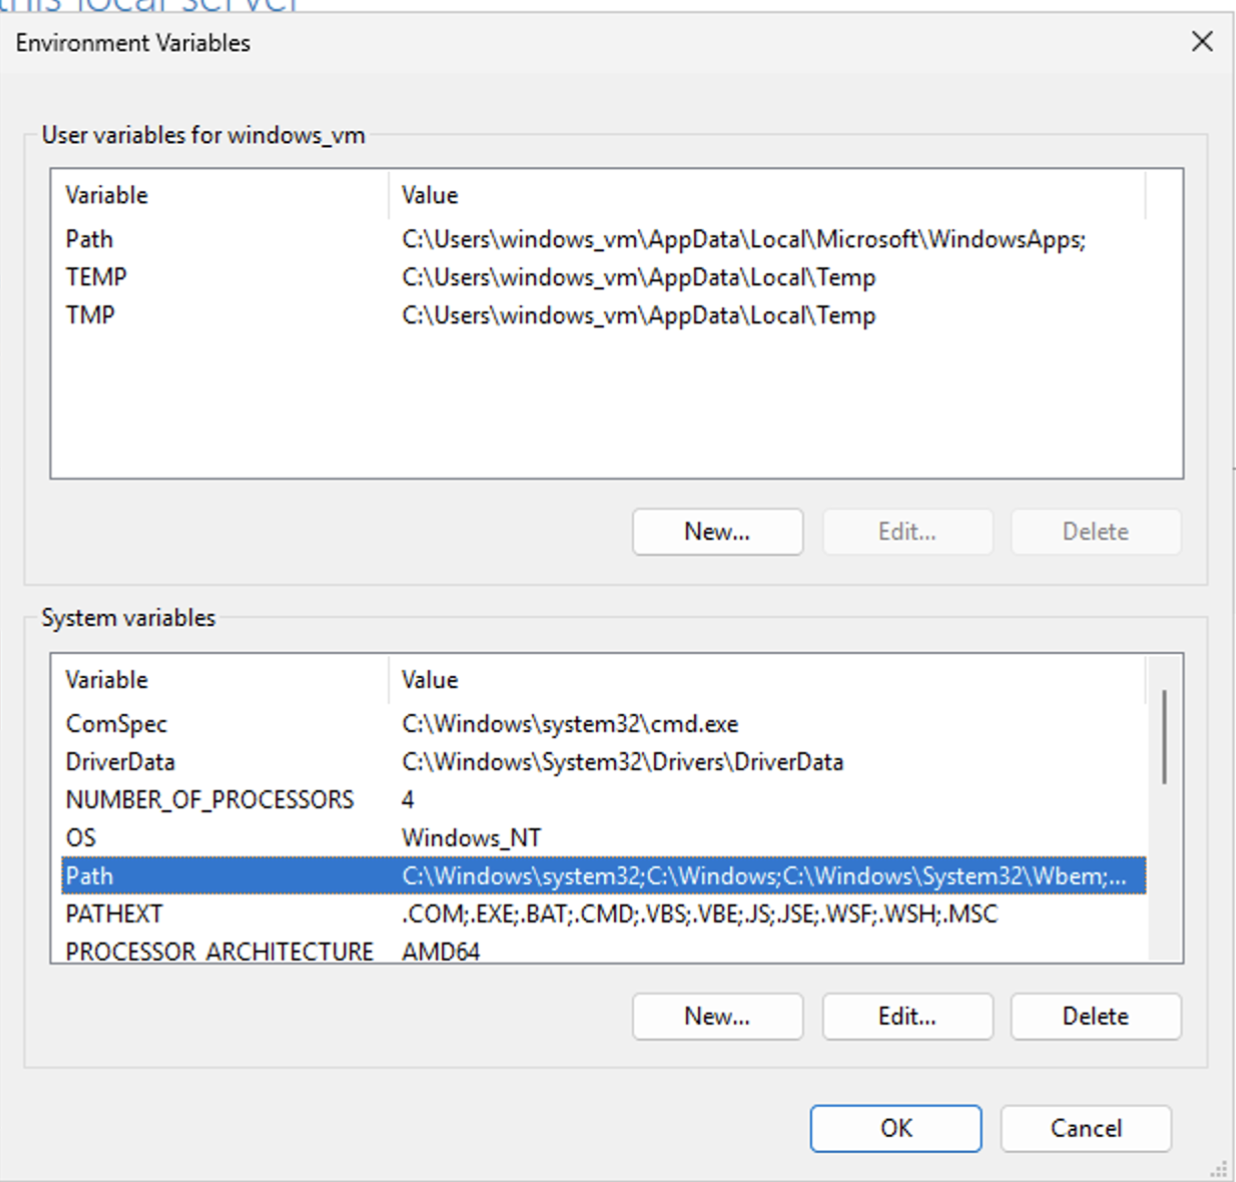 this local server
Environment Variables
User variables for windows_vm
Variable Value
Path C:\Users\windows_vm\AppData\Local\Microsoft\WindowsApps;
TEMP C:\Users\windows_vm\AppData\Local\Temp
TMP C:\Users\windows_vm\AppData\Local\Temp
New... Edit... Delete
System variables
Variable Value
ComSpec C:\Windows\system32\cmd.exe
DriverData C:\Windows\System32\Drivers\DriverData
NUMBER_OF_PROCESSORS 4
OS Windows_NT
Path C:\Windows\system32;C:\Windows;C:\Windows\System32\Wbem;...
PATHEXT .COM;.EXE;.BAT;.CMD;.VBS;.VBE;.JS;.JSE;.WSF;.WSH;.MSC
PROCESSOR_ARCHITECTURE AMD64
New... Edit... Delete
OK Cancel